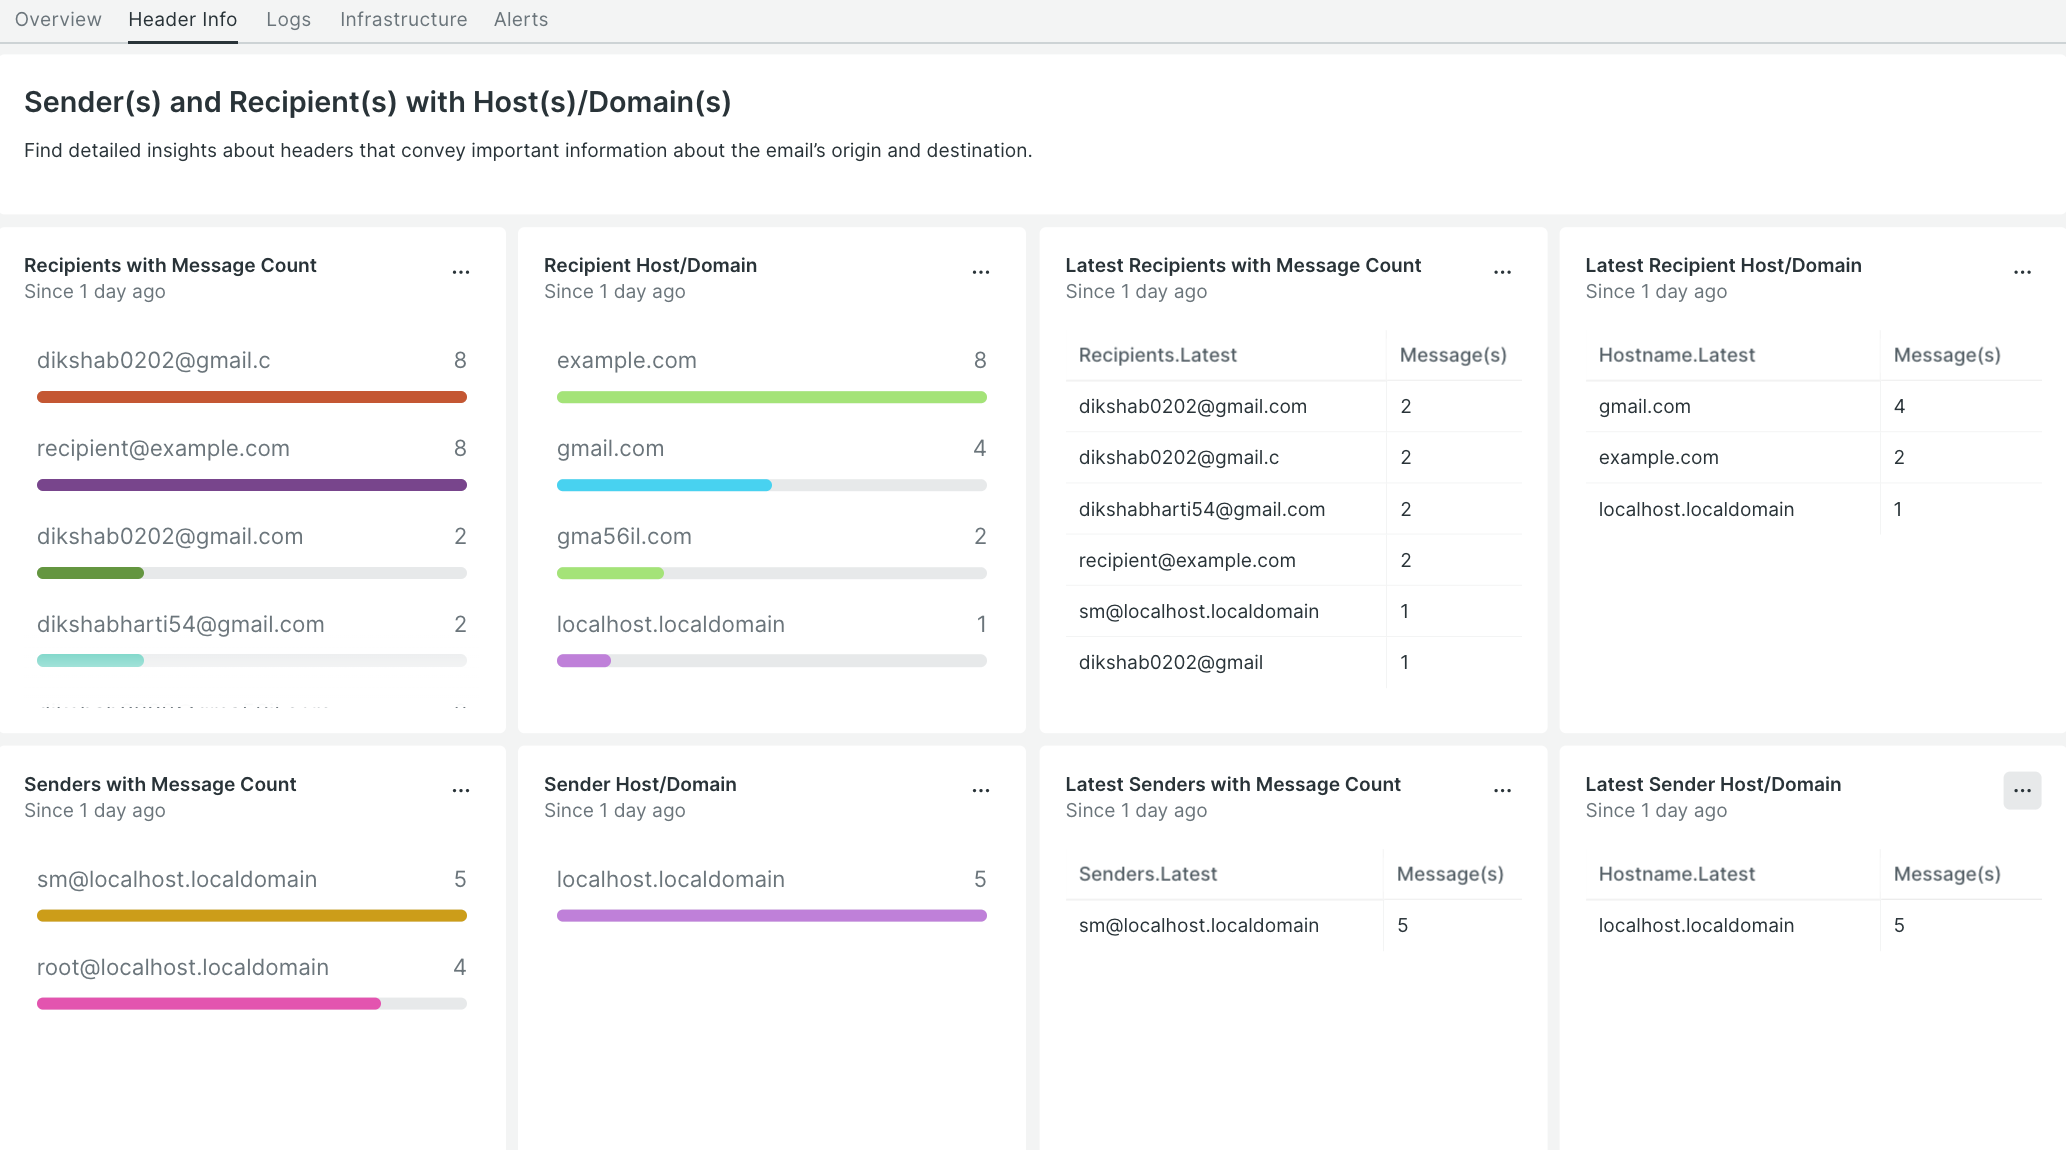 Overview Header Info Logs Infrastructure Alerts
Sender(s) and Recipient(s) with Host(s)/Domain(s)
Find detailed insights about headers that convey important information about the email’s origin and destination.
Recipients with Message Count
...
Since 1 day ago
dikshab0202@gmail.c 8
recipient@example.com 8
dikshab0202@gmail.com 2
dikshabharti54@gmail.com 2
Recipient Host/Domain
...
Since 1 day ago
example.com 8
gmail.com 4
gma56il.com 2
localhost.localdomain 1
Latest Recipients with Message Count
...
Since 1 day ago
Recipients.Latest Message(s)
dikshab0202@gmail.com 2
dikshab0202@gmail.c 2
dikshabharti54@gmail.com 2
recipient@example.com 2
sm@localhost.localdomain 1
dikshab0202@gmail 1
Latest Recipient Host/Domain
...
Since 1 day ago
Hostname.Latest Message(s)
gmail.com 4
example.com 2
localhost.localdomain 1
Senders with Message Count
...
Since 1 day ago
sm@localhost.localdomain 5
root@localhost.localdomain 4
Sender Host/Domain
...
Since 1 day ago
localhost.localdomain 5
Latest Senders with Message Count
...
Since 1 day ago
Senders.Latest Message(s)
sm@localhost.localdomain 5
Latest Sender Host/Domain
...
Since 1 day ago
Hostname.Latest Message(s)
localhost.localdomain 5